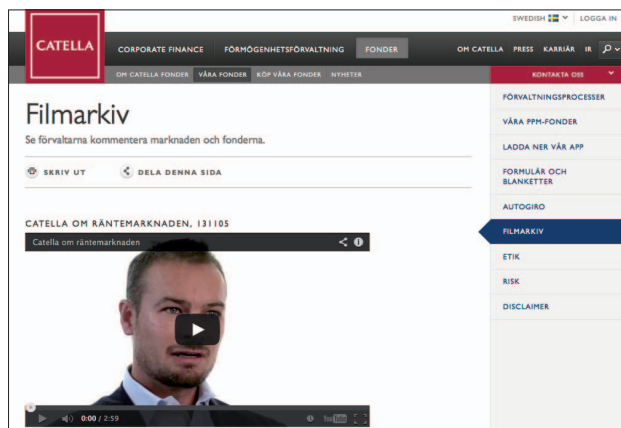 SWEDISH LOGGA IN
CATELLA
CORPORATE FINANCE FÖRMÖGENHETSFÖRVALTNING FONDER OM CATELLA PRESS KARRIÄR IR
OM CATELLA FONDER VÅRA FONDER KÖP VÅRA FONDER NYHETER KONTAKTA OSS
Filmarkiv
Se förvaltarna kommentera marknaden och fonderna.
SKRIV UT DELA DENNA SIDA
CATELLA OM RÄNTEMARKNADEN, 131105
Catella om räntemarknaden
0:00 / 2:59 YouTube
FÖRVALTNINGSPROCESSER
VÅRA PPM-FONDER
LADDA NER VÅR APP
FORMULÄR OCH
BLANKETTER
AUTOGIRO
FILMARKIV
ETIK
RISK
DISCLAIMER